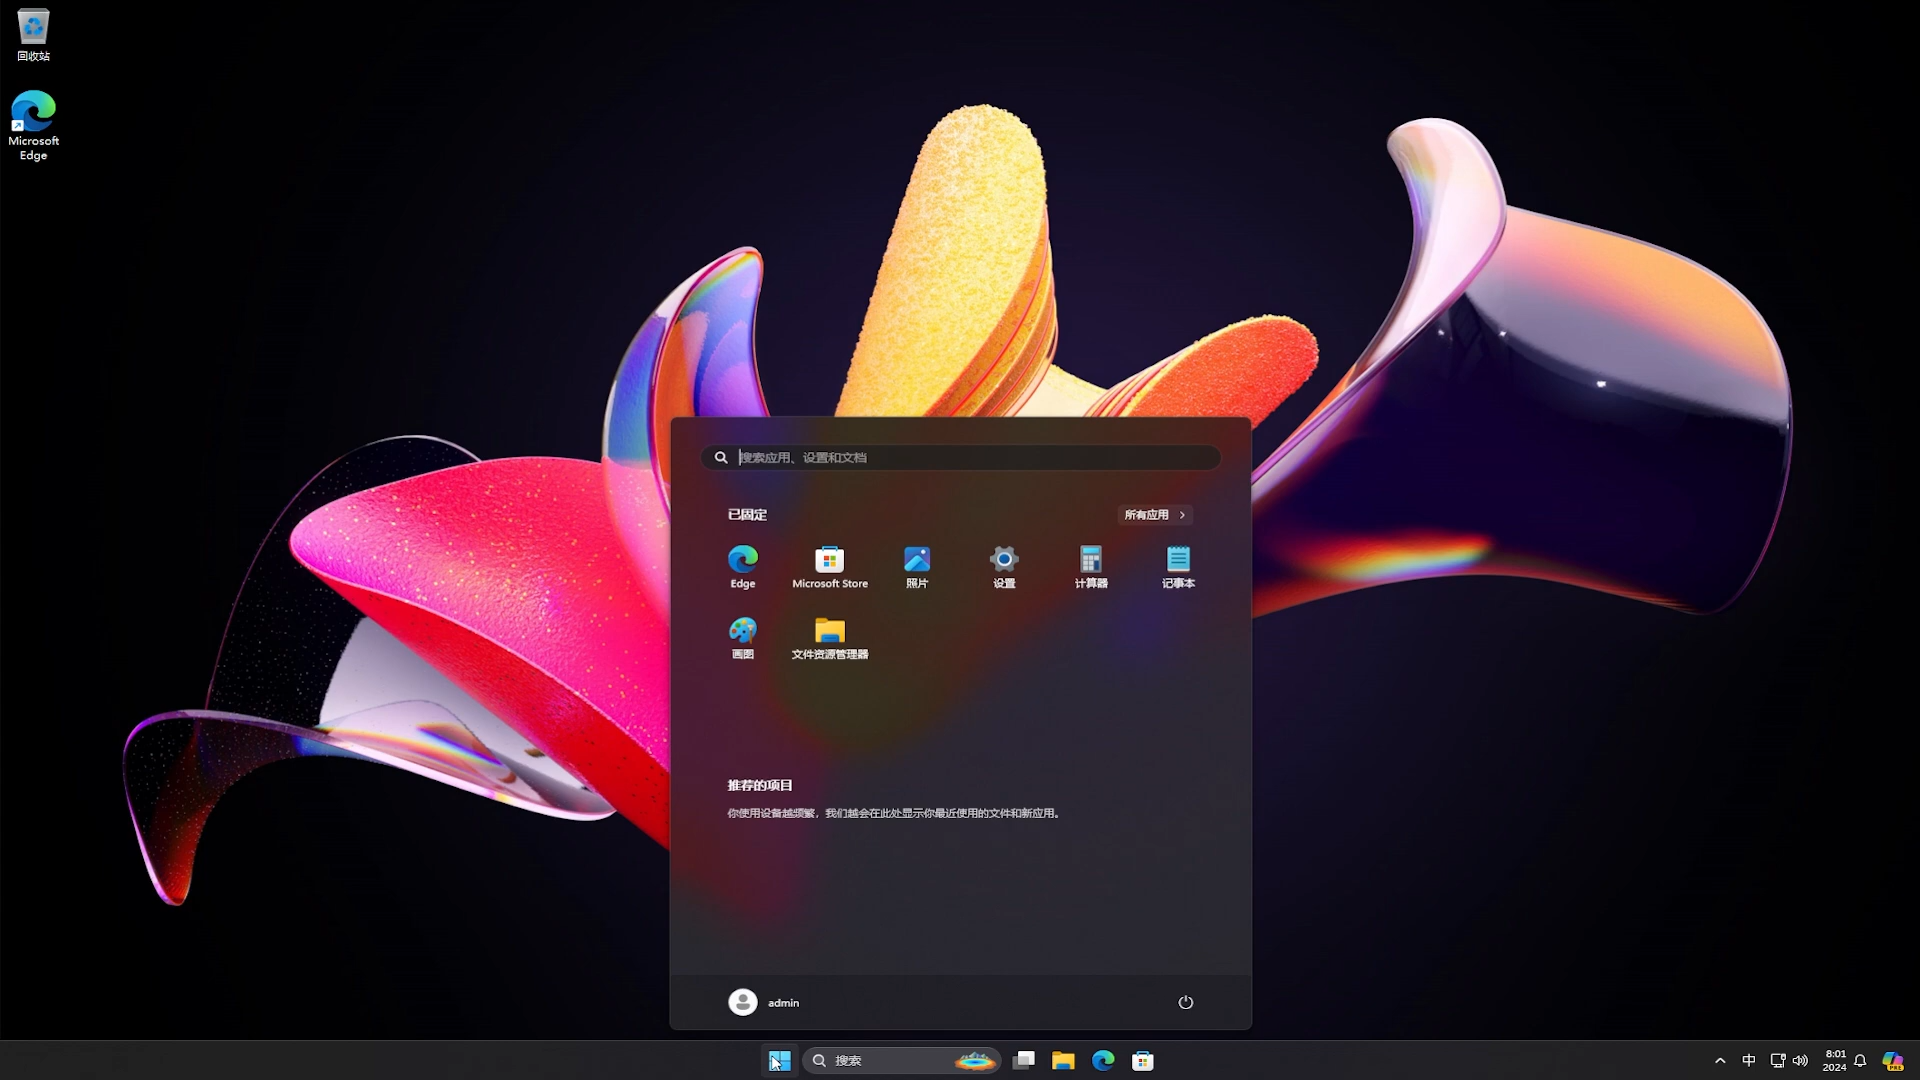 回收站
Microsoft
Edge
搜索应用、设置和文档
已固定
所有应用
Edge
Microsoft Store
照片
设置
计算器
记事本
画图
文件资源管理器
推荐的项目
你使用设备越频繁，我们越会在此处显示你最近使用的文件和新应用。
admin
搜索
中
8:01
2024
PRE